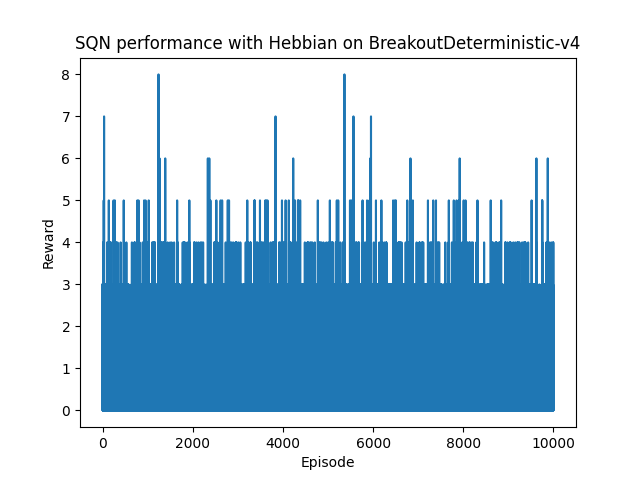 SQN performance with Hebbian on BreakoutDeterministic-v4
8
7
6
5
4
3
2
1
0
Reward
0 2000 4000 6000 8000 10000
Episode